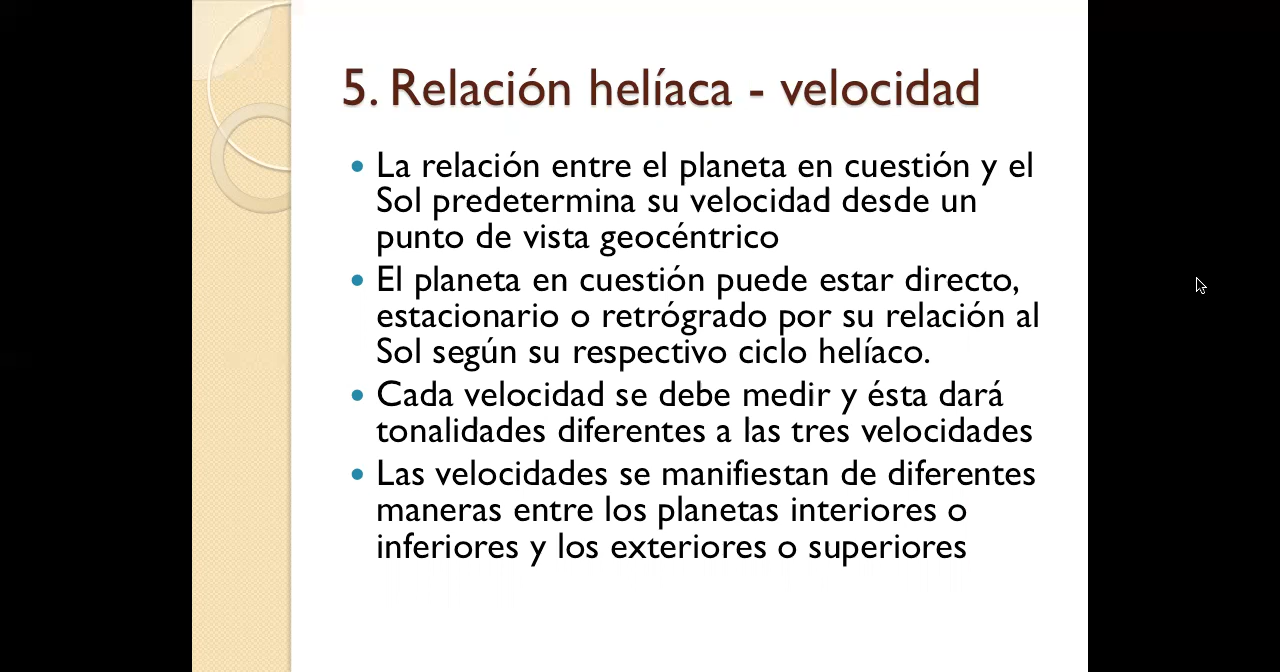 5. Relación helíaca - velocidad
• La relación entre el planeta en cuestión y el
Sol predetermina su velocidad desde un
punto de vista geocéntrico
• El planeta en cuestión puede estar directo,
estacionario o retrógrado por su relación al
Sol según su respectivo ciclo helíaco.
• Cada velocidad se debe medir y ésta dará
tonalidades diferentes a las tres velocidades
• Las velocidades se manifiestan de diferentes
maneras entre los planetas interiores o
inferiores y los exteriores o superiores